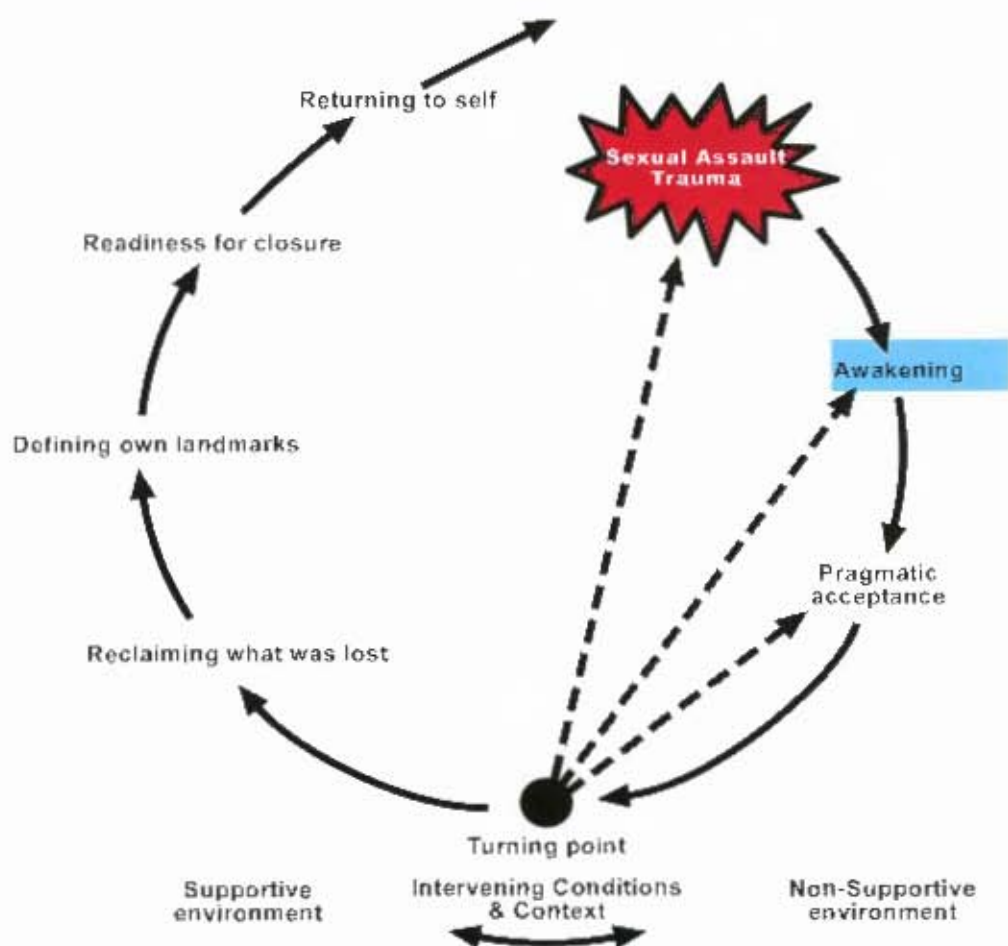 Returning to self
Sexual Assault
Trauma
Readiness for closure
Awakening
Defining own landmarks
Pragmatic
acceptance
Reclaiming what was lost
Turning point
Supportive
environment
Intervening Conditions
& Context
Non-Supportive
environment